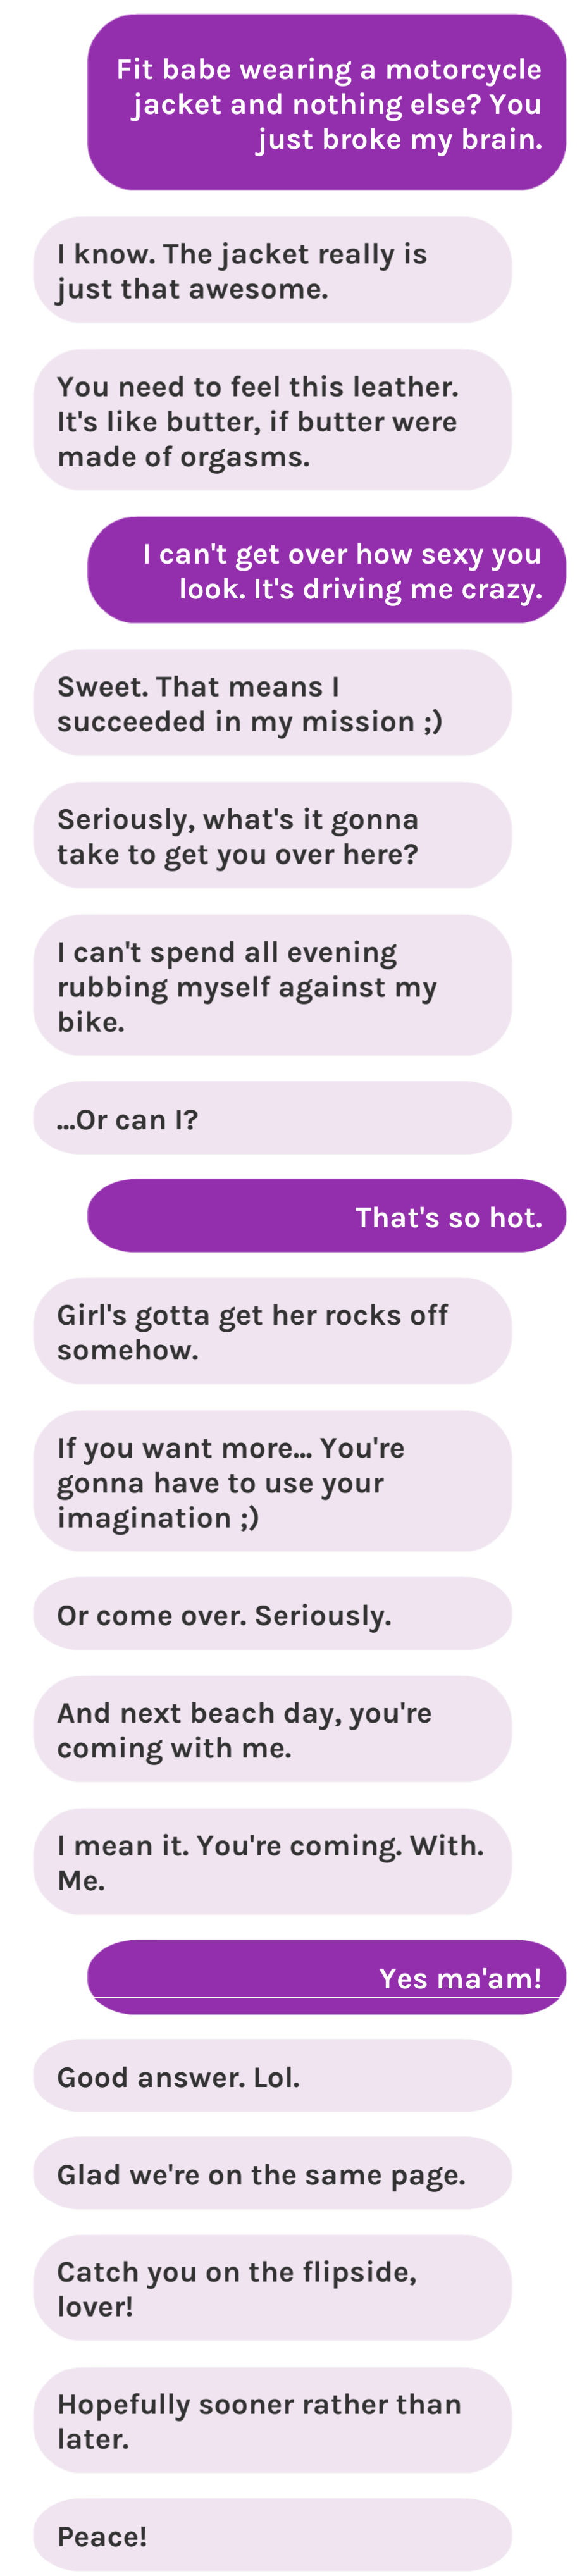 Fit babe wearing a motorcycle
jacket and nothing else? You
just broke my brain.
I know. The jacket really is
just that awesome.
You need to feel this leather.
It's like butter, if butter were
made of orgasms.
I can't get over how sexy you
look. It's driving me crazy.
Sweet. That means I
succeeded in my mission ;)
Seriously, what's it gonna
take to get you over here?
I can't spend all evening
rubbing myself against my
bike.
...Or can I?
That's so hot.
Girl's gotta get her rocks off
somehow.
If you want more... You're
gonna have to use your
imagination ;)
Or come over. Seriously.
And next beach day, you're
coming with me.
I mean it. You're coming. With.
Me.
Yes ma'am!
Good answer. Lol.
Glad we're on the same page.
Catch you on the flipside,
lover!
Hopefully sooner rather than
later.
Peace!